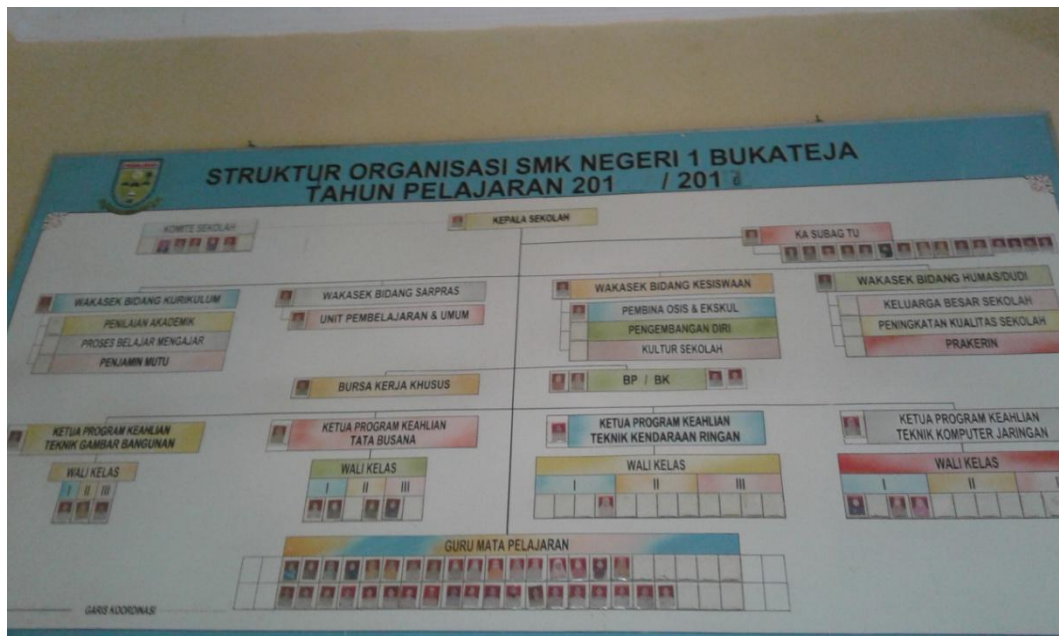 STRUKTUR ORGANISASI SMK NEGERI 1 BUKATEJA
TAHUN PELAJARAN 201 / 201
KEPALA SEKOLAH
KOMITE SEKOLAH
KA SUBAG TU
WAKASEK BIDANG KURIKULUM
PENILAIAN AKADEMIK
PROSES BELAJAR MENGAJAR
PENJAMIN MUTU
WAKASEK BIDANG SARPRAS
UNIT PEMBELAJARAN & UMUM
WAKASEK BIDANG KESISWAAN
PEMBINA OSIS & EKSKUL
PENGEMBANGAN DIRI
KULTUR SEKOLAH
WAKASEK BIDANG HUMAS/DUDI
KELUARGA BESAR SEKOLAH
PENINGKATAN KUALITAS SEKOLAH
PRAKERIN
BURSA KERJA KHUSUS
BP / BK
KETUA PROGRAM KEAHLIAN
TEKNIK GAMBAR BANGUNAN
WALI KELAS
I II III
KETUA PROGRAM KEAHLIAN
TATA BUSANA
WALI KELAS
I II III
KETUA PROGRAM KEAHLIAN
TEKNIK KENDARAAN RINGAN
WALI KELAS
I II III
KETUA PROGRAM KEAHLIAN
TEKNIK KOMPUTER JARINGAN
WALI KELAS
I II
GURU MATA PELAJARAN
GARIS KOORDINASI